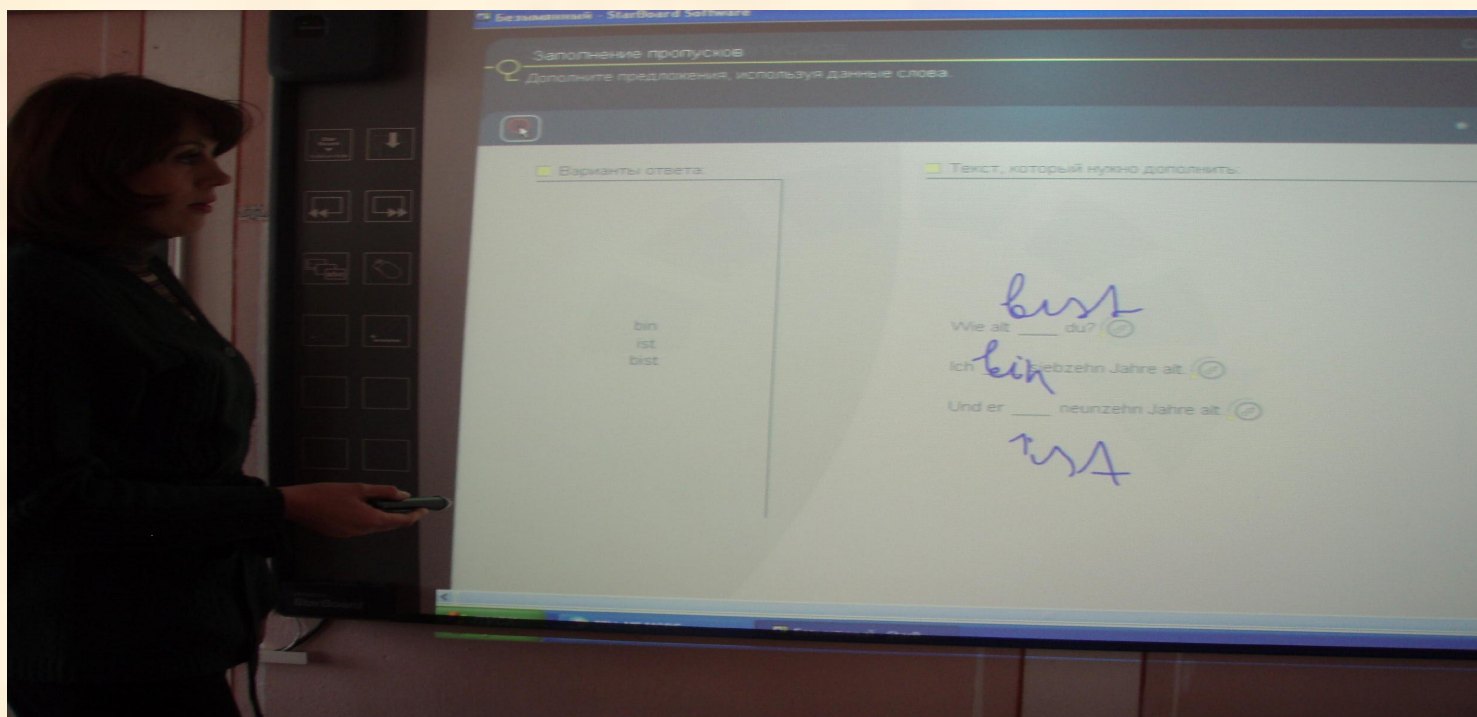 Безымянный - StarBoard Software
Заполнение пропусков
Дополните предложения, используя данные слова.
Варианты ответа:
bin
ist
bist
Текст, который нужно дополнить:
bist
Wie alt ____ du?
Ich bin siebzehn Jahre alt.
Und er ____ neunzehn Jahre alt.
ist